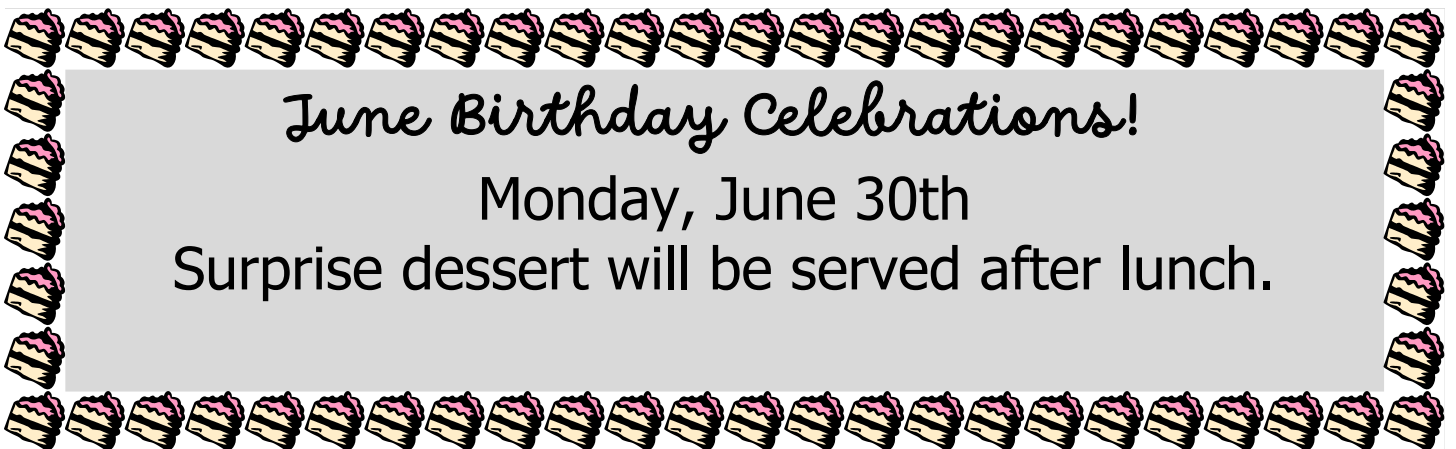 June Birthday Celebrations!
Monday, June 30th
Surprise dessert will be served after lunch.